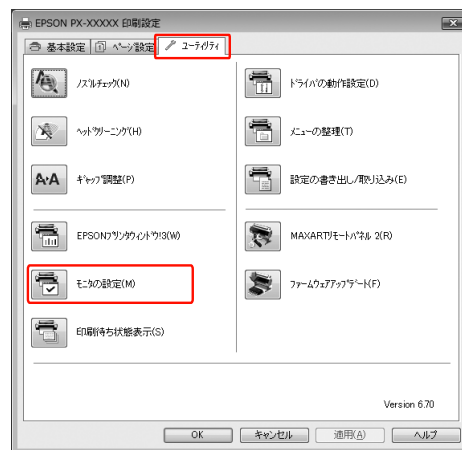 EPSON PX-XXXXX 印刷設定
基本設定 ページ設定 ユーティリティ
ノズルチェック(N)
ヘッドクリーニング(H)
ギャップ調整(P)
EPSONプリンタウィンドウ!3(W)
モニタの設定(M)
印刷待ち状態表示(S)
ドライバの動作設定(D)
メニューの整理(T)
設定の書き出し/取り込み(E)
MAXARTリモートパネル 2(R)
ファームウェアアップデート(F)
Version 6.70
OK キャンセル 適用(A) ヘルプ